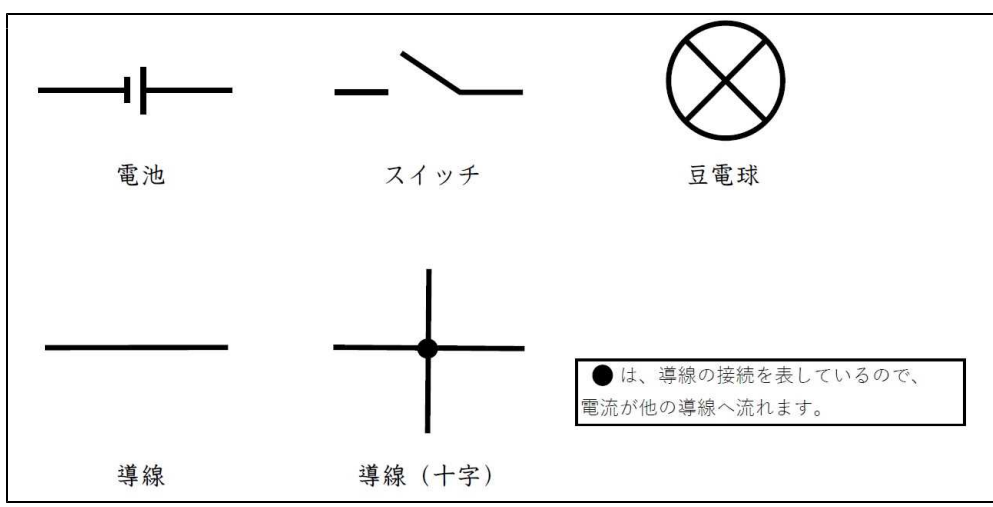 電池
スイッチ
豆電球
●は、導線の接続を表しているので、
電流が他の導線へ流れます。
導線
導線（十字）